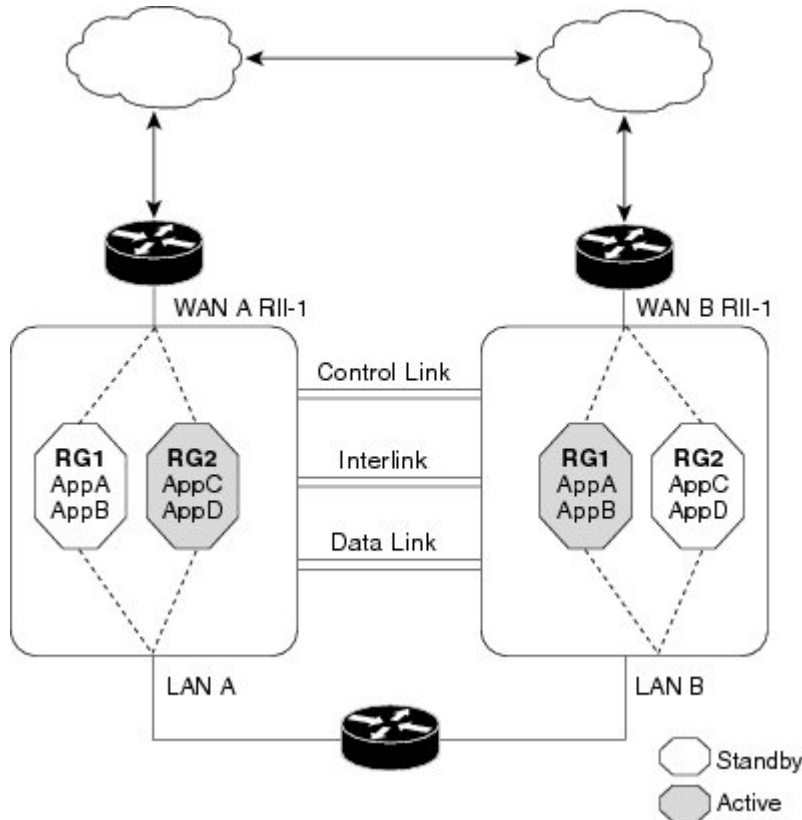 WAN A RII-1
WAN B RII-1
Control Link
RG1
AppA
AppB
RG2
AppC
AppD
Interlink
RG1
AppA
AppB
RG2
AppC
AppD
Data Link
LAN A
LAN B
Standby
Active